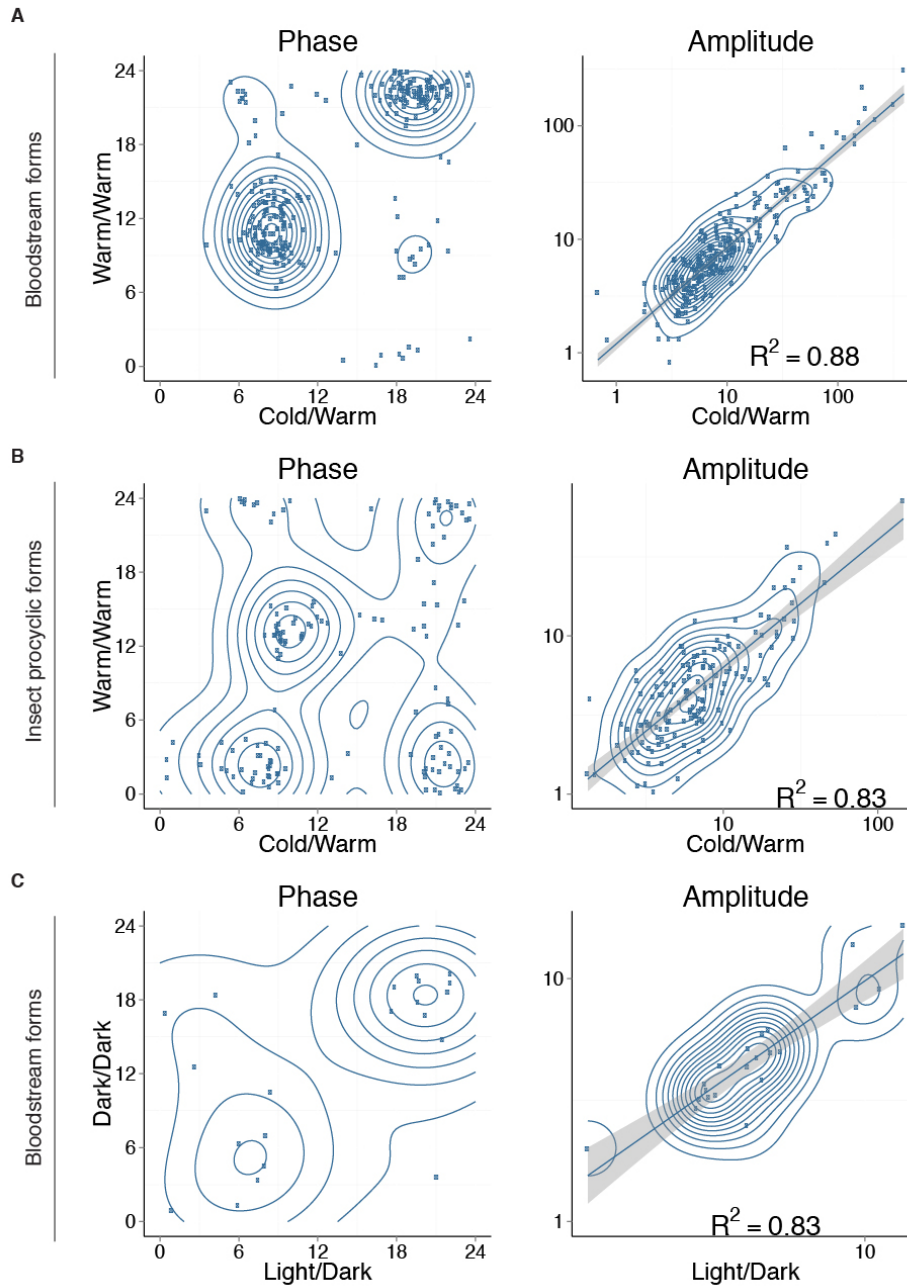 A
Phase
Amplitude
Bloodstream forms
Warm/Warm
24
18
12
6
0
0
6
12
18
24
Cold/Warm
100
10
1
R² = 0.88
1
10
100
Cold/Warm
B
Phase
Amplitude
Insect procyclic forms
Warm/Warm
24
18
12
6
0
0
6
12
18
24
Cold/Warm
10
1
R² = 0.83
10
100
Cold/Warm
C
Phase
Amplitude
Bloodstream forms
Dark/Dark
24
18
12
6
0
0
6
12
18
24
Light/Dark
10
1
R² = 0.83
10
Light/Dark